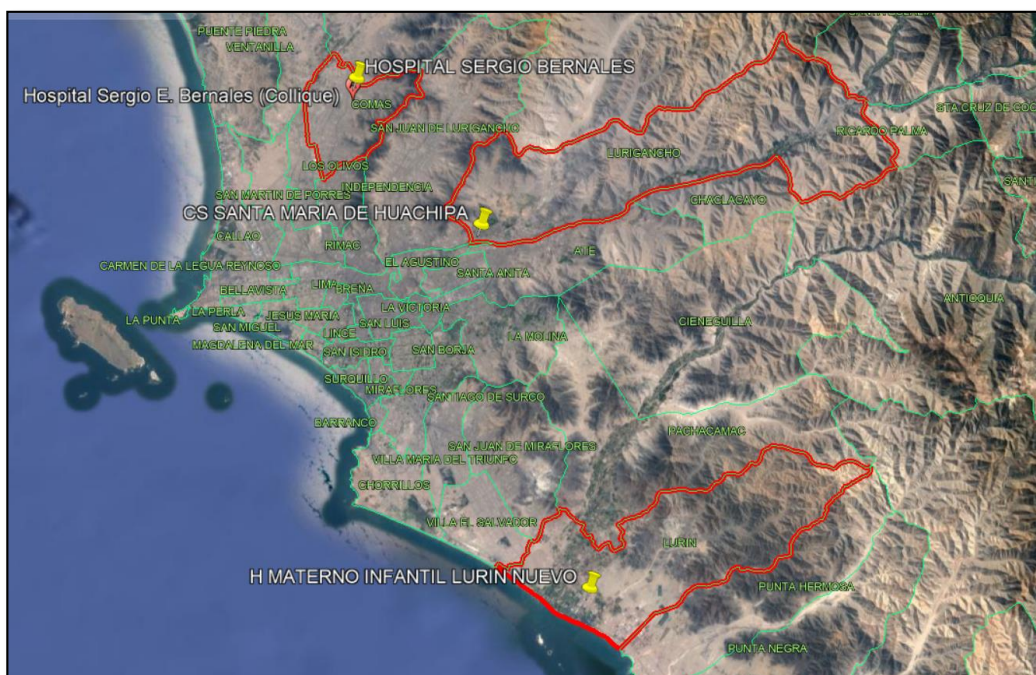 PUENTE PIEDRA
VENTANILLA
HOSPITAL SERGIO BERNALES
Hospital Sergio E. Bernales (Collique)
COMAS
SAN JUAN DE LURIGANCHO
STA CRUZ DE COC
RICARDO PALMA
LURIGANCHO
LOS OLIVOS
INDEPENDENCIA
SAN MARTIN DE PORRES
CHACLACAYO
CS SANTA MARIA DE HUACHIPA
CALLAO
RIMAC
ATE
EL AGUSTINO
CARMEN DE LA LEGUA REYNOSO
SANTA ANITA
LIMA
BREÑA
BELLAVISTA
ANTIOQUIA
LA PERLA
LA VICTORIA
LA PUNTA
JESUS MARIA
SAN LUIS
CIENEGUILLA
SAN MIGUEL
LINCE
LA MOLINA
MAGDALENA DEL MAR
SAN ISIDRO
SAN BORJA
SURQUILLO
MIRAFLORES
SANTIAGO DE SURCO
BARRANCO
PACHACAMAC
SAN JUAN DE MIRAFLORES
VILLA MARIA DEL TRIUNFO
CHORRILLOS
VILLA EL SALVADOR
LURIN
H MATERNO INFANTIL LURIN NUEVO
PUNTA HERMOSA
PUNTA NEGRA